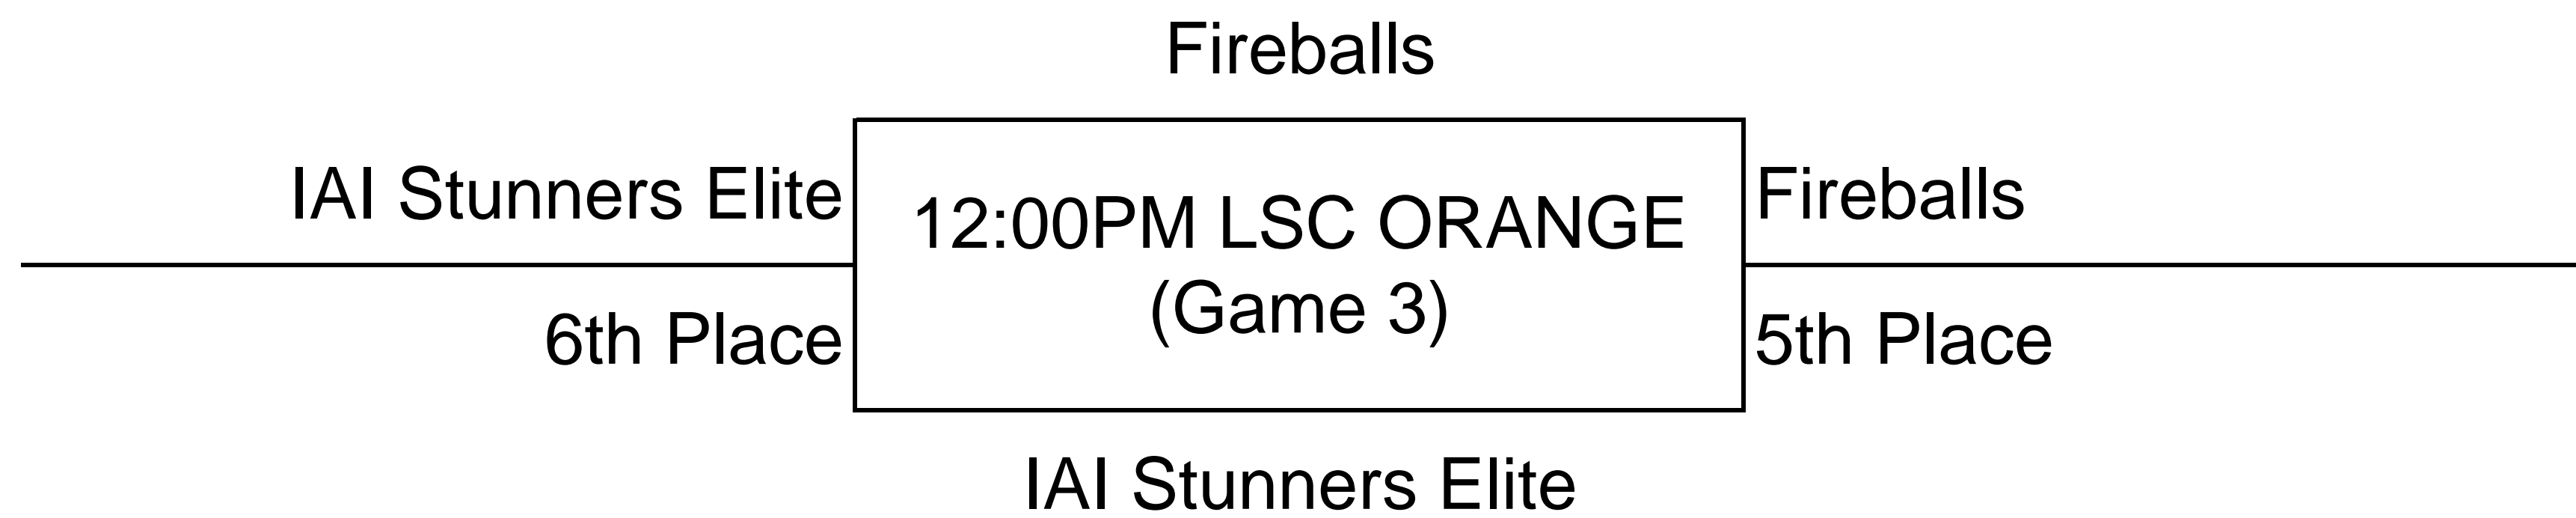 Fireballs
IAI Stunners Elite
12:00PM LSC ORANGE
Fireballs
(Game 3)
6th Place
5th Place
IAI Stunners Elite